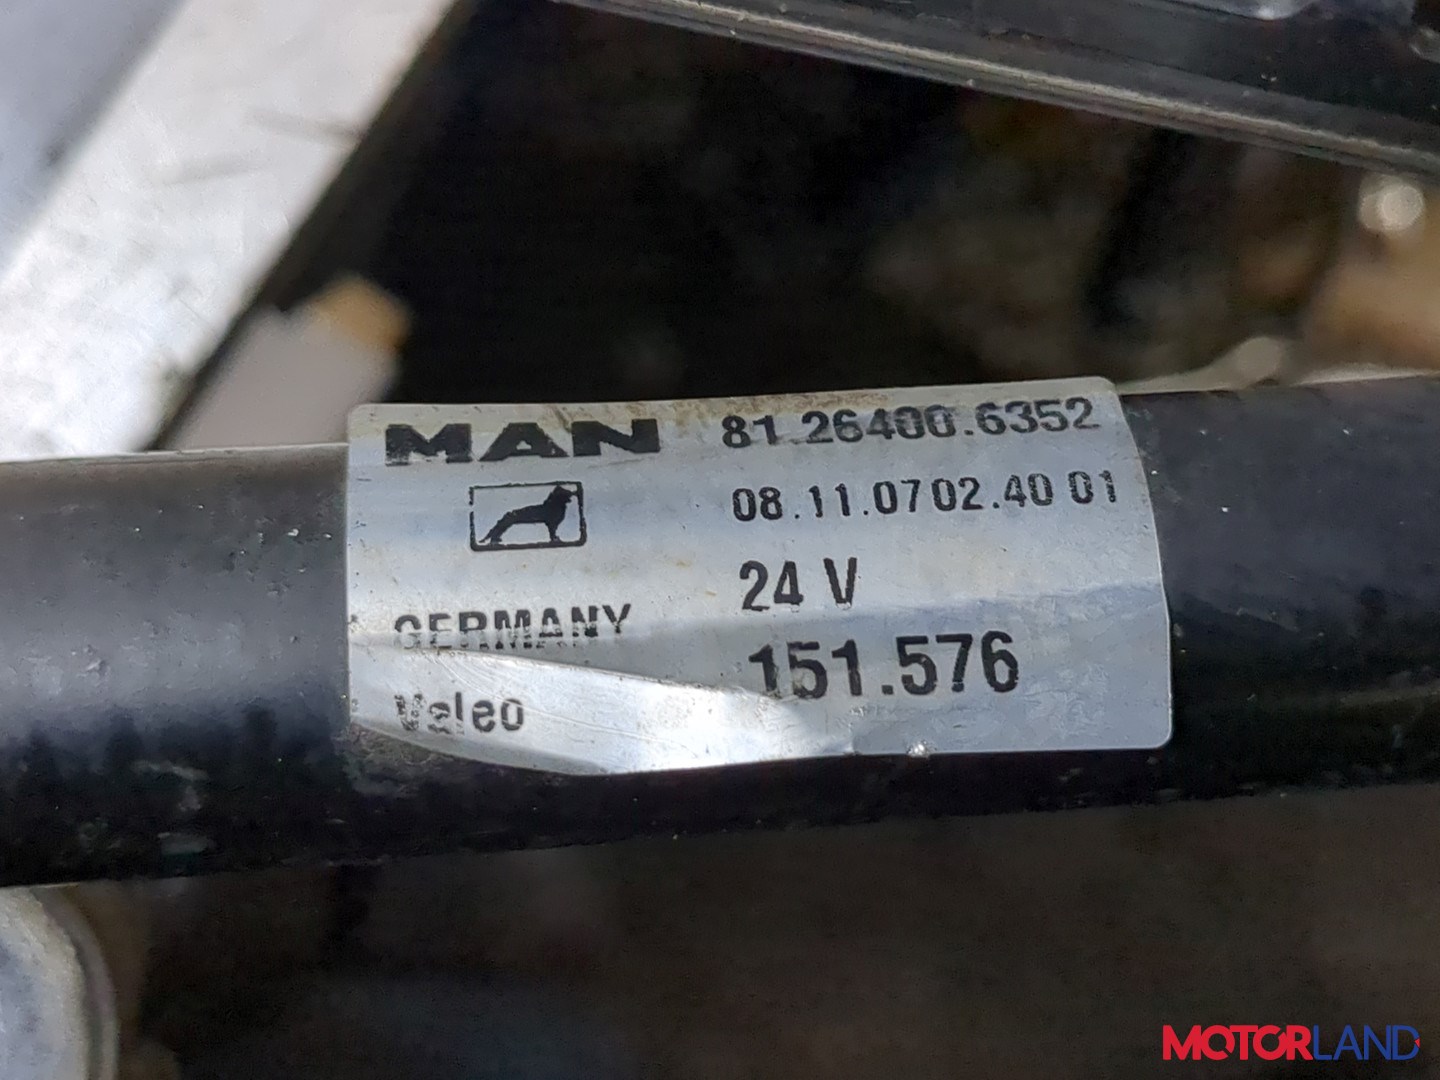 MAN 81.26400.6352
08.11.0702.40 01
24 V
GERMANY
151.576
Valeo
MOTORLAND